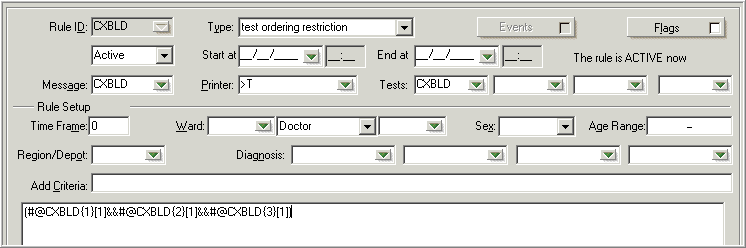 Rule ID: CXBLD Type: test ordering restriction Events Flags
Active Start at __/__/____ __:__ End at __/__/____ __:__ The rule is ACTIVE now
Message: CXBLD Printer: >T Tests: CXBLD
Rule Setup
Time Frame: 0 Ward: Doctor Sex: Age Range: –
Region/Depot: Diagnosis:
Add Criteria:
(#@CXBLD{1}[1]&&#@CXBLD{2}[1]&&#@CXBLD{3}[1])